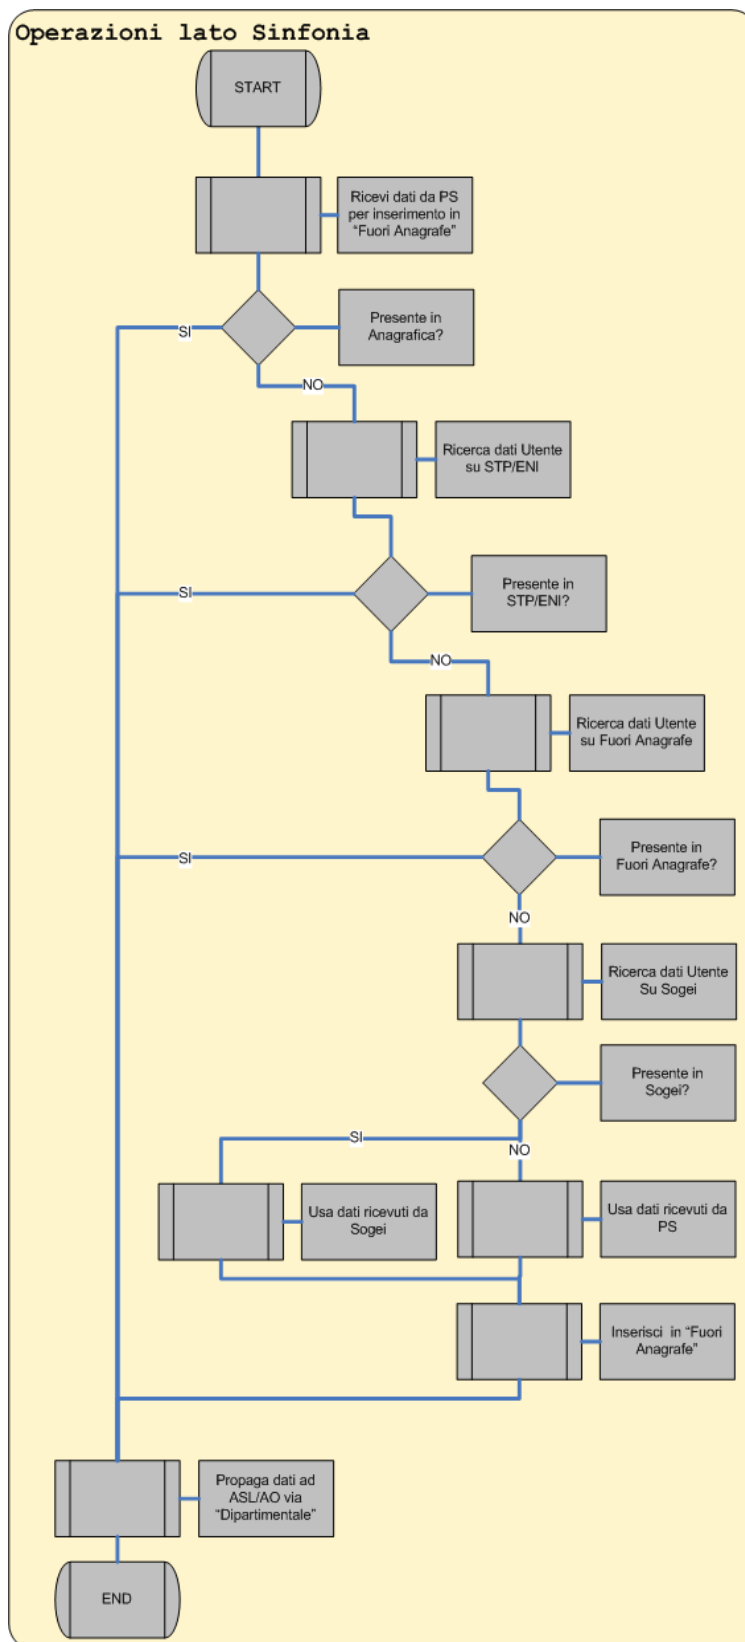 Operazioni lato Sinfonia
START
Ricevi dati da PS
per inserimento in
“Fuori Anagrafe”
Presente in
Anagrafica?
SI
NO
Ricerca dati Utente
su STP/ENI
Presente in
STP/ENI?
SI
NO
Ricerca dati Utente
su Fuori Anagrafe
Presente in
Fuori Anagrafe?
SI
NO
Ricerca dati Utente
Su Sogei
Presente in
Sogei?
SI
NO
Usa dati ricevuti da
Sogei
Usa dati ricevuti da
PS
Inserisci in “Fuori
Anagrafe”
Propaga dati ad
ASL/AO via
“Dipartimentale”
END